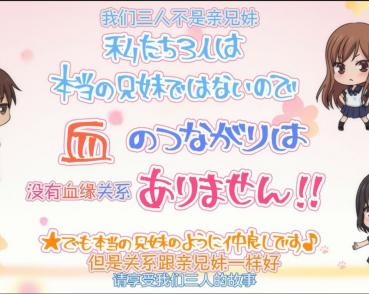 我们三人不是亲兄妹
私たち3人は
本当の兄妹ではないので
血のつながりは
没有血缘关系
ありません!!
★でも本当の兄妹のように仲良しです♪
但是关系跟亲兄妹一样好
请享受我们三人的故事